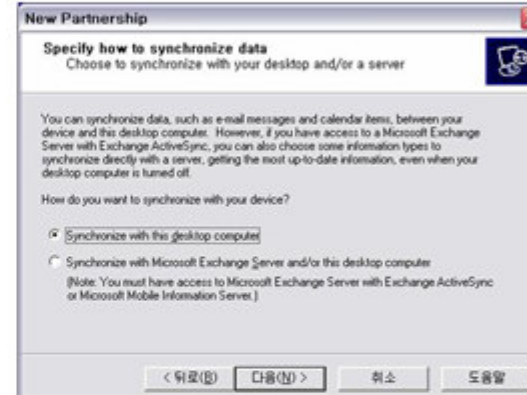 New Partnership
Specify how to synchronize data
Choose to synchronize with your desktop and/or a server
You can synchronize data, such as e-mail messages and calendar items, between your
device and this desktop computer. However, if you have access to a Microsoft Exchange
Server with Exchange ActiveSync, you can also choose some information types to
synchronize directly with a server, getting the most up-to-date information, even when your
desktop computer is turned off.
How do you want to synchronize with your device?
Synchronize with this desktop computer
Synchronize with Microsoft Exchange Server and/or this desktop computer
(Note: You must have access to Microsoft Exchange Server with Exchange ActiveSync
or Microsoft Mobile Information Server.)
< 뒤로(B) 다음(N) > 취소 도움말